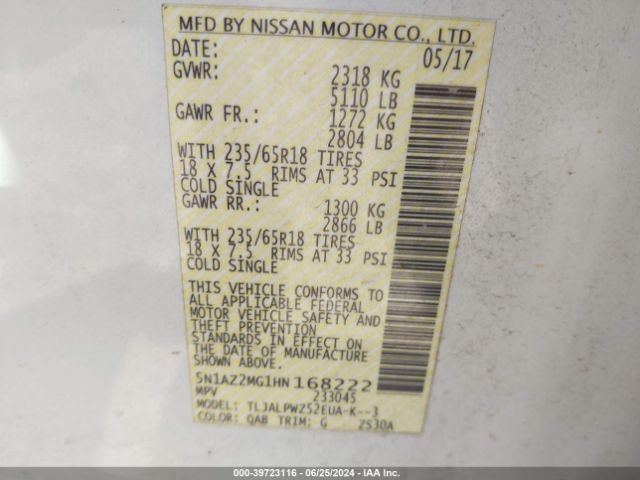 MFD BY NISSAN MOTOR CO., LTD.
DATE: 05/17
GVWR: 2318 KG
5110 LB
GAWR FR.: 1272 KG
2804 LB
WITH 235/65R18 TIRES
18 X 7.5 RIMS AT 33 PSI
COLD SINGLE
GAWR RR.: 1300 KG
2866 LB
WITH 235/65R18 TIRES
18 X 7.5 RIMS AT 33 PSI
COLD SINGLE
THIS VEHICLE CONFORMS TO
ALL APPLICABLE FEDERAL
MOTOR VEHICLE SAFETY AND
THEFT PREVENTION
STANDARDS IN EFFECT ON
THE DATE OF MANUFACTURE
SHOWN ABOVE.
5N1AZ2MG1HN168222
MPV 233045
MODEL: TLJALPWZ52EUA-K--3
COLOR: QAB TRIM: G Z530A
000-39723116 - 06/25/2024 - IAA Inc.